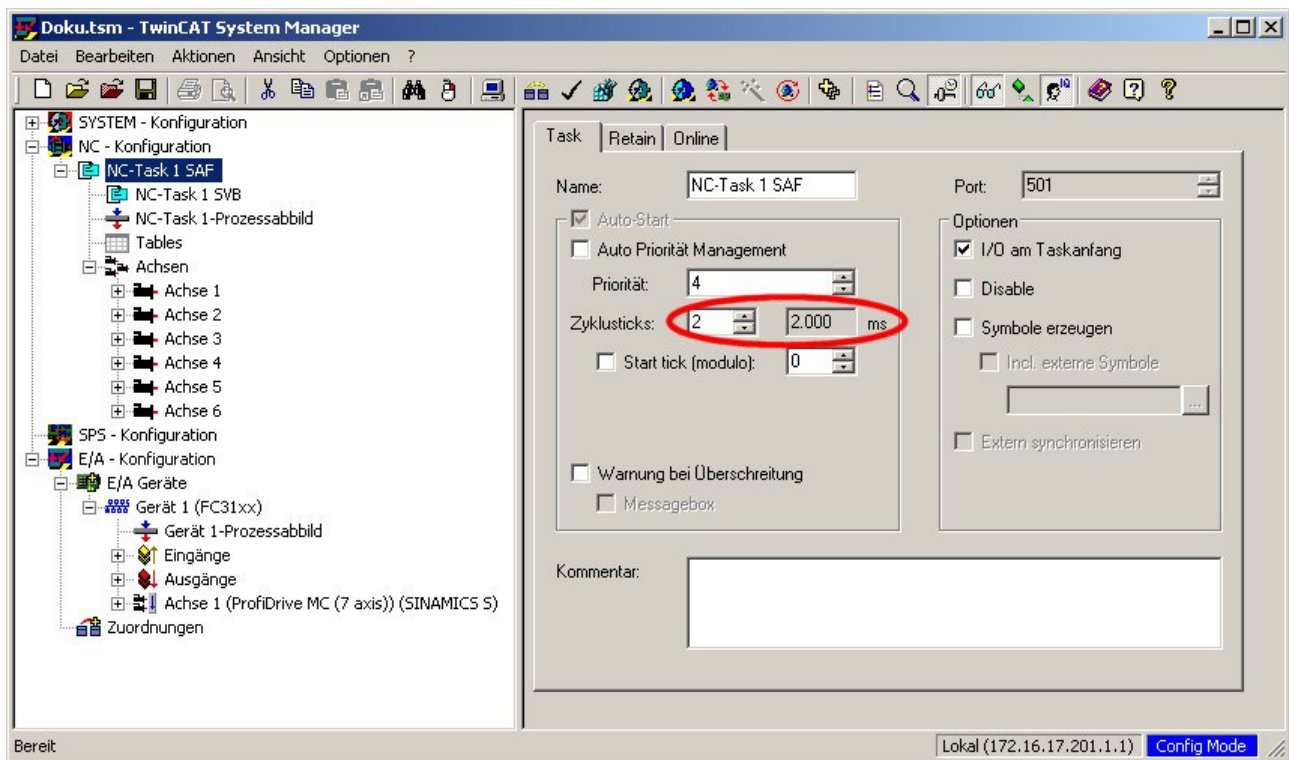 Doku.tsm - TwinCAT System Manager
Datei Bearbeiten Aktionen Ansicht Optionen ?
SYSTEM - Konfiguration
NC - Konfiguration
NC-Task 1 SAF
NC-Task 1 SVB
NC-Task 1-Prozessabbild
Tables
Achsen
Achse 1
Achse 2
Achse 3
Achse 4
Achse 5
Achse 6
SPS - Konfiguration
E/A - Konfiguration
E/A Geräte
Gerät 1 (FC31xx)
Gerät 1-Prozessabbild
Eingänge
Ausgänge
Achse 1 (ProfiDrive MC (7 axis)) (SINAMICS S)
Zuordnungen
Task Retain Online
Name: NC-Task 1 SAF
Port: 501
Auto-Start
Auto Priorität Management
Priorität: 4
Zyklusticks: 2 2.000 ms
Start tick (modulo): 0
Warnung bei Überschreitung
Messagebox
Optionen
I/O am Taskanfang
Disable
Symbole erzeugen
Incl. externe Symbole
...
Extern synchronisieren
Kommentar:
Bereit
Lokal (172.16.17.201.1.1) Config Mode